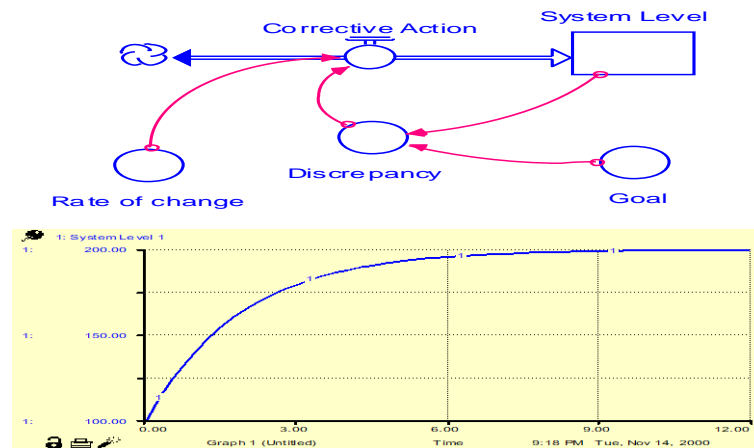 System Level
Corrective Action
Discrepancy
Rate of change
Goal
1: System Level 1
1: 200.00
1
1
1
1
1: 150.00
1: 100.00
0.00 3.00 6.00 9.00 12.00
a Graph 1 (Untitled) Time 9:18 PM Tue, Nov 14, 2000